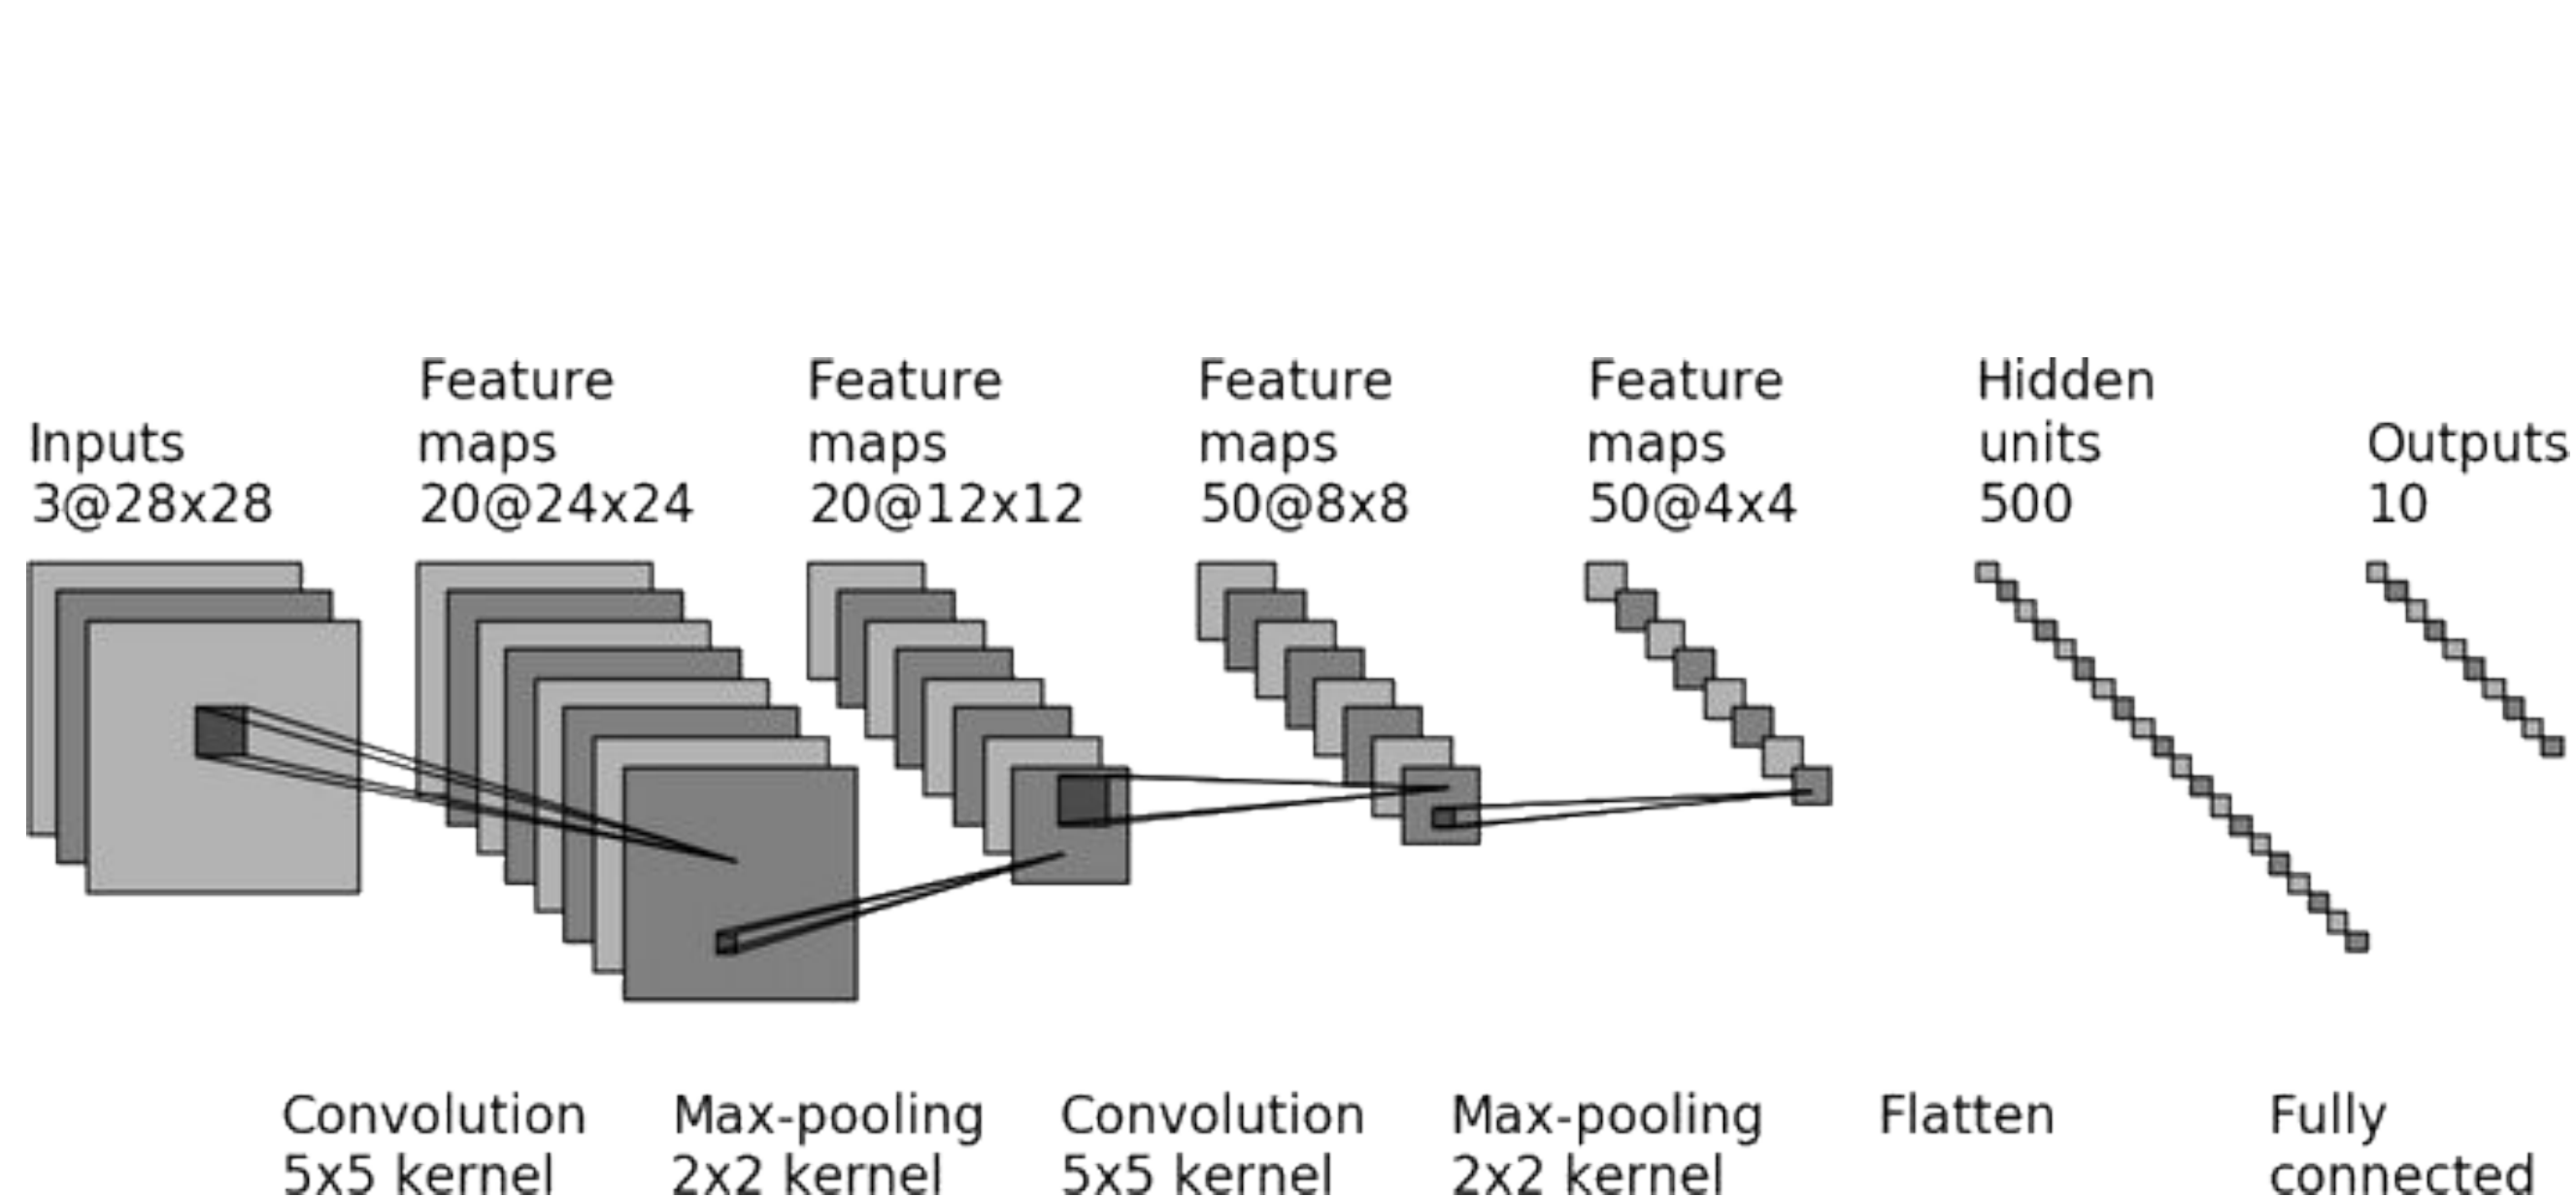 Inputs
3@28x28
Feature
maps
20@24x24
Feature
maps
20@12x12
Feature
maps
50@8x8
Feature
maps
50@4x4
Hidden
units
500
Outputs
10
Convolution
5x5 kernel
Max-pooling
2x2 kernel
Convolution
5x5 kernel
Max-pooling
2x2 kernel
Flatten
Fully
connected